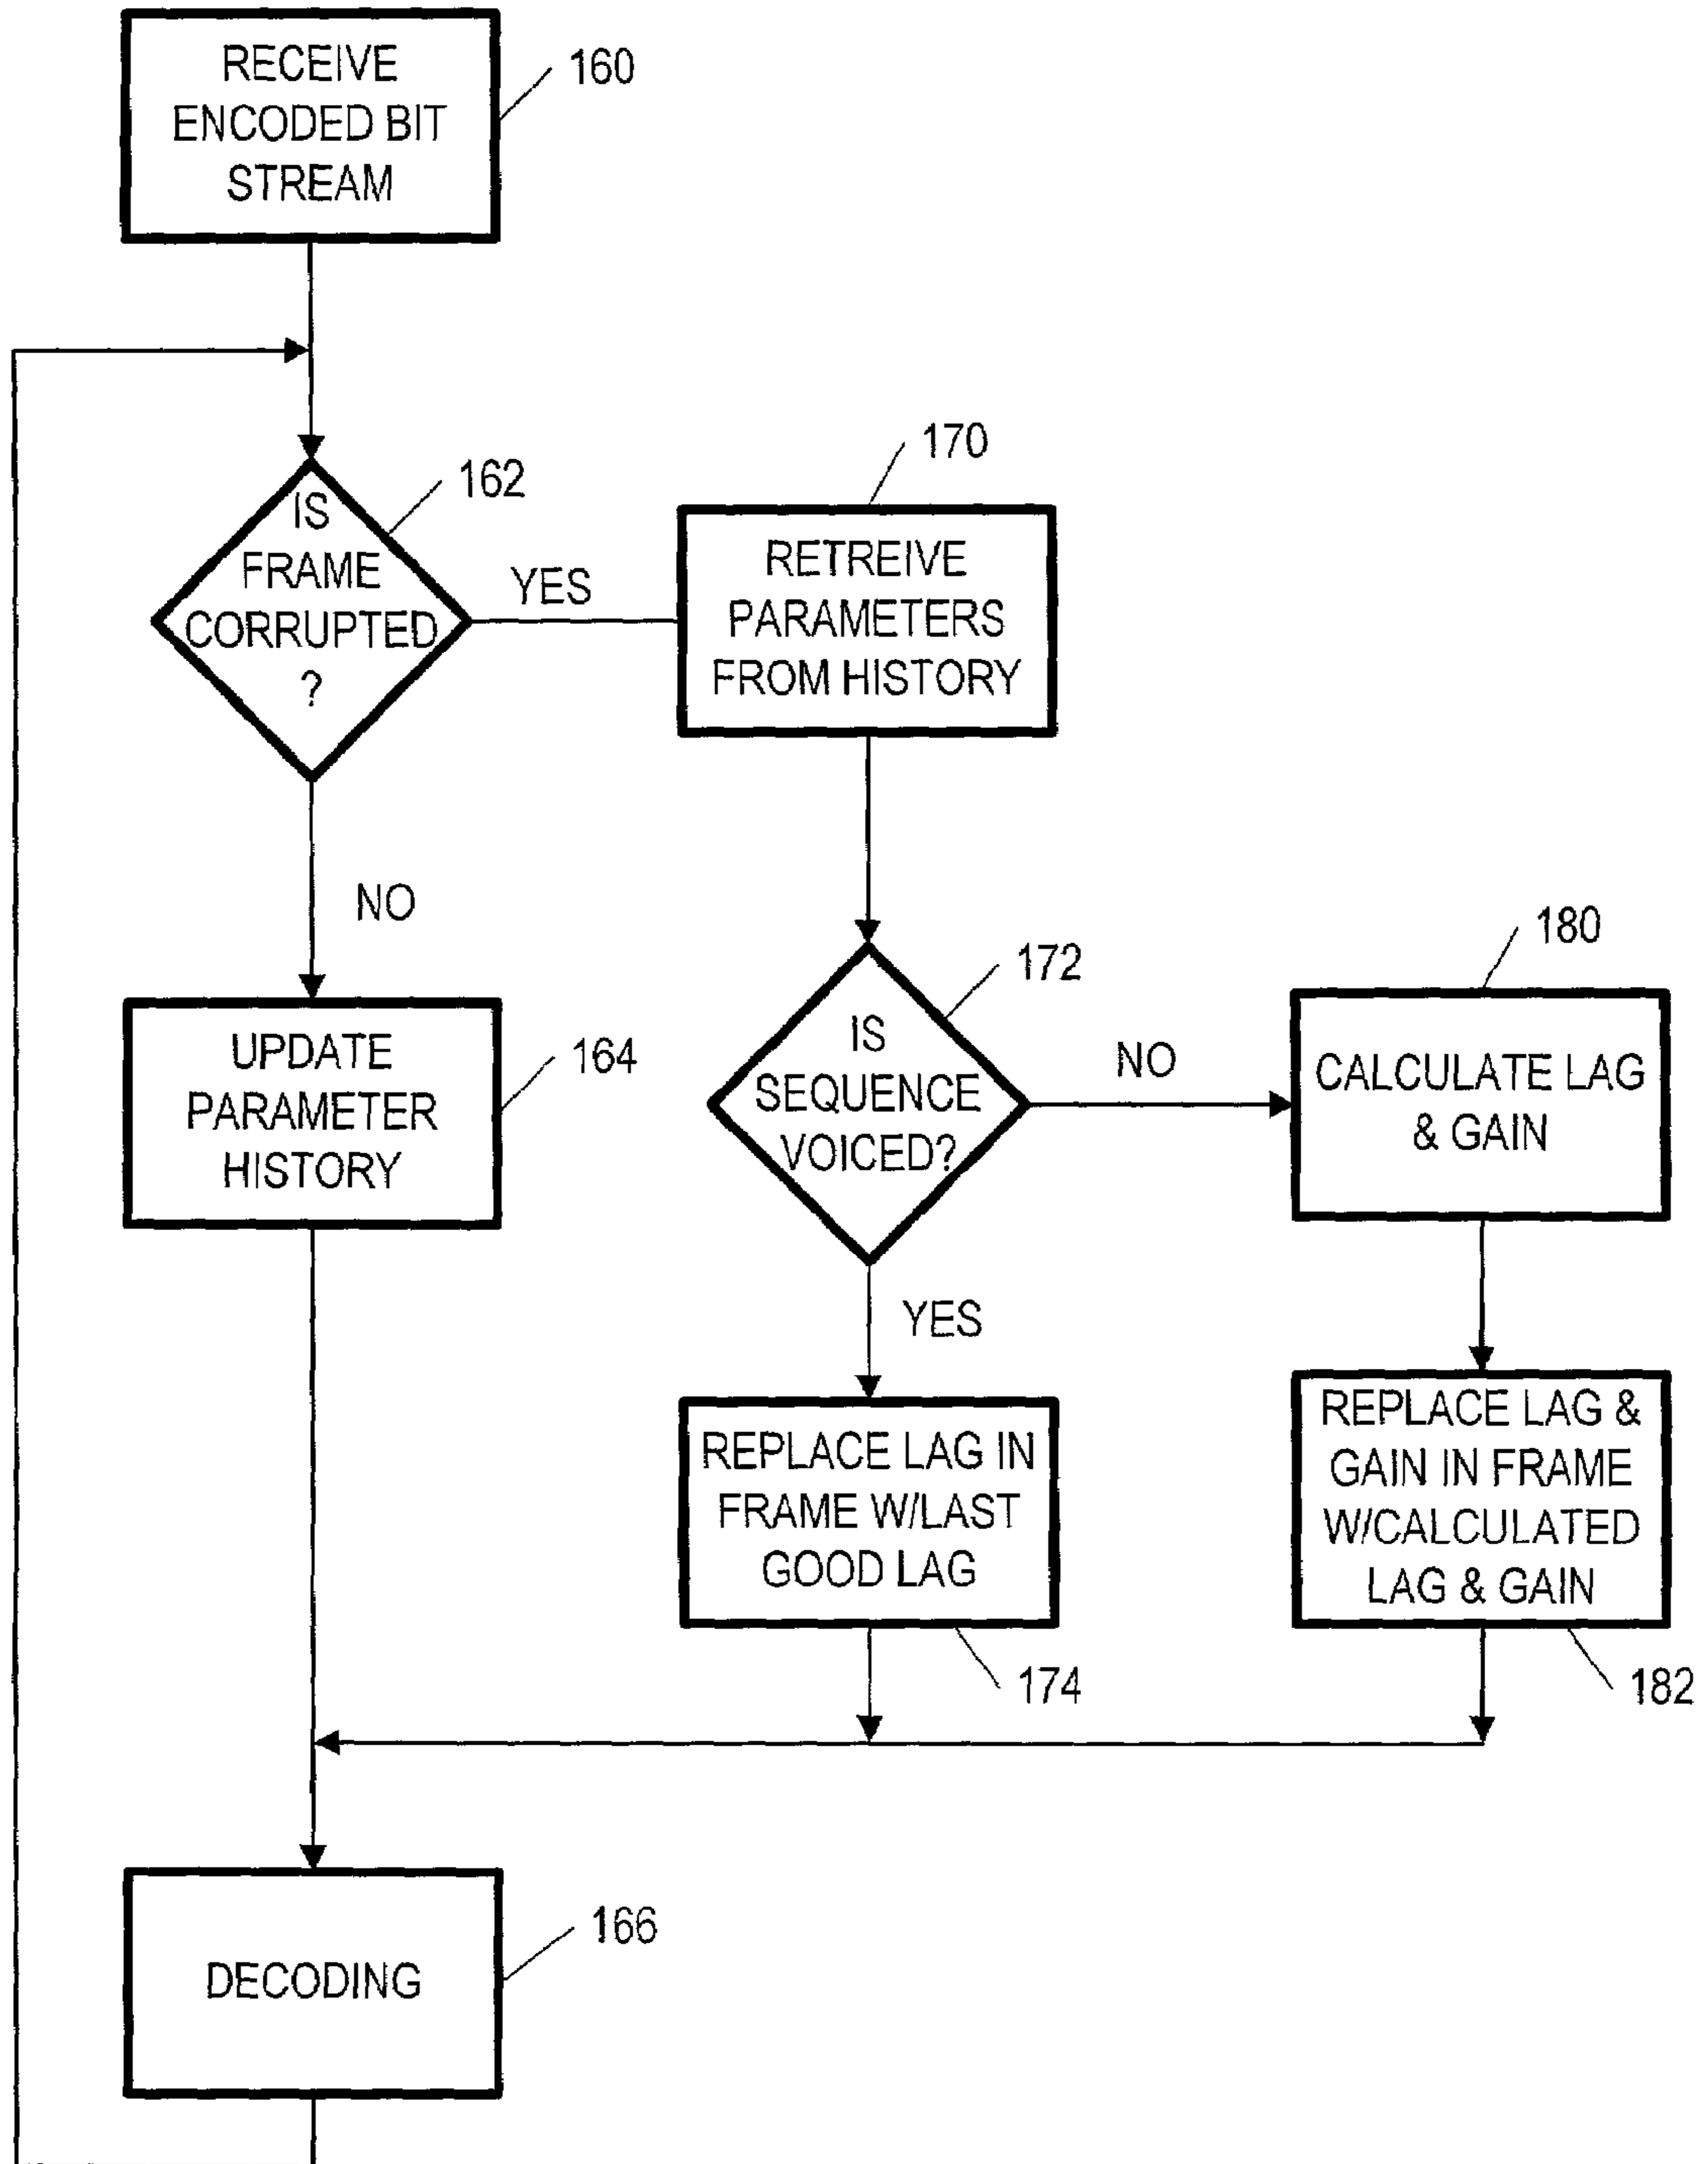 RECEIVE
ENCODED BIT
STREAM
160
IS
FRAME
CORRUPTED
?
162
YES
NO
RETREIVE
PARAMETERS
FROM HISTORY
170
UPDATE
PARAMETER
HISTORY
164
IS
SEQUENCE
VOICED?
172
NO
YES
CALCULATE LAG
& GAIN
180
REPLACE LAG IN
FRAME W/LAST
GOOD LAG
174
REPLACE LAG &
GAIN IN FRAME
W/CALCULATED
LAG & GAIN
182
DECODING
166